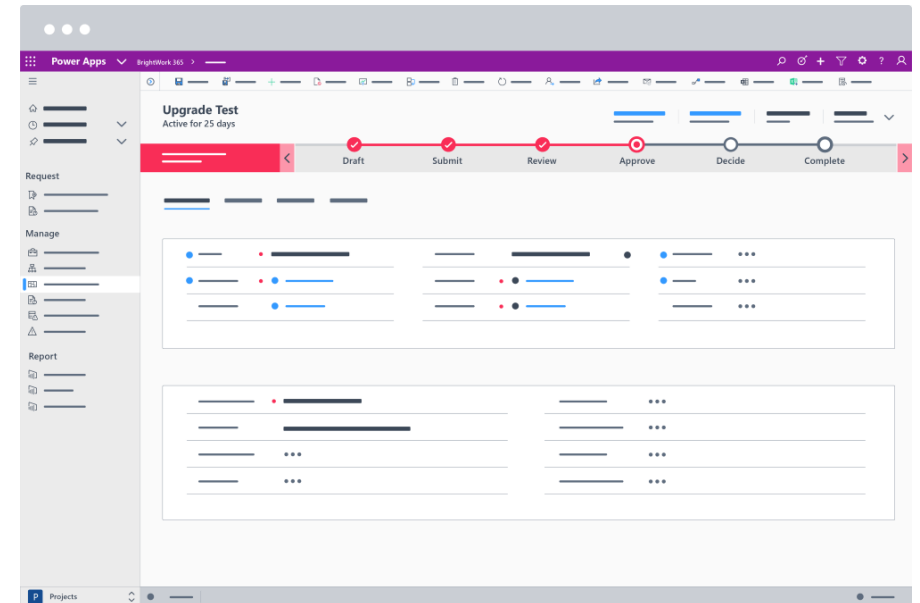 Power Apps BrightWork 365 >
Upgrade Test
Active for 25 days
Draft Submit Review Approve Decide Complete
Request
Manage
Report
P Projects